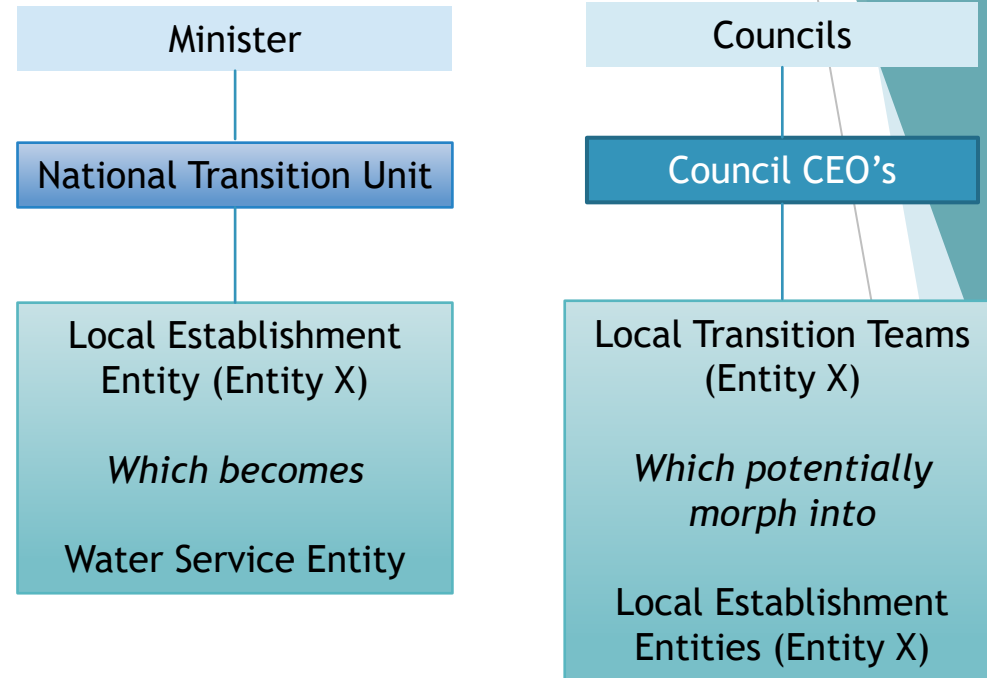 Minister
National Transition Unit
Local Establishment
Entity (Entity X)
Which becomes
Water Service Entity
Councils
Council CEO’s
Local Transition Teams
(Entity X)
Which potentially
morph into
Local Establishment
Entities (Entity X)